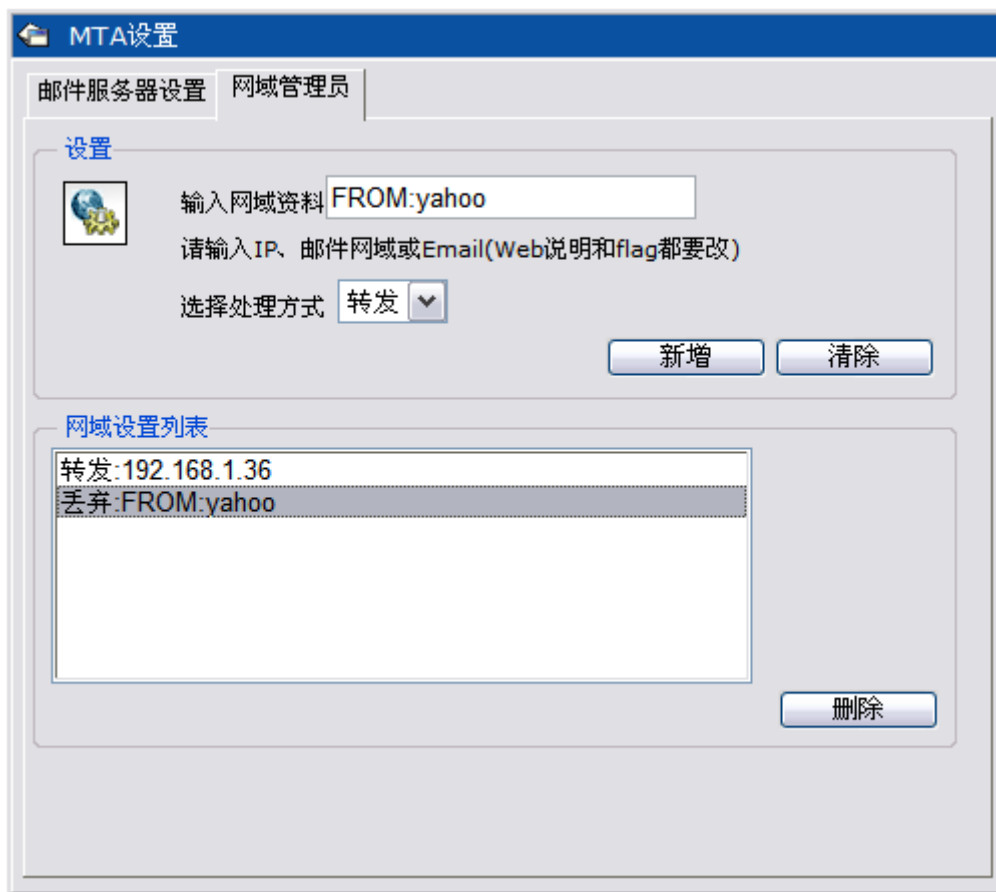 MTA设置
邮件服务器设置 网域管理员
设置
输入网域资料 FROM:yahoo
请输入IP、邮件网域或Email(Web说明和flag都要改)
选择处理方式 转发
新增 清除
网域设置列表
转发:192.168.1.36
丢弃:FROM:yahoo
删除